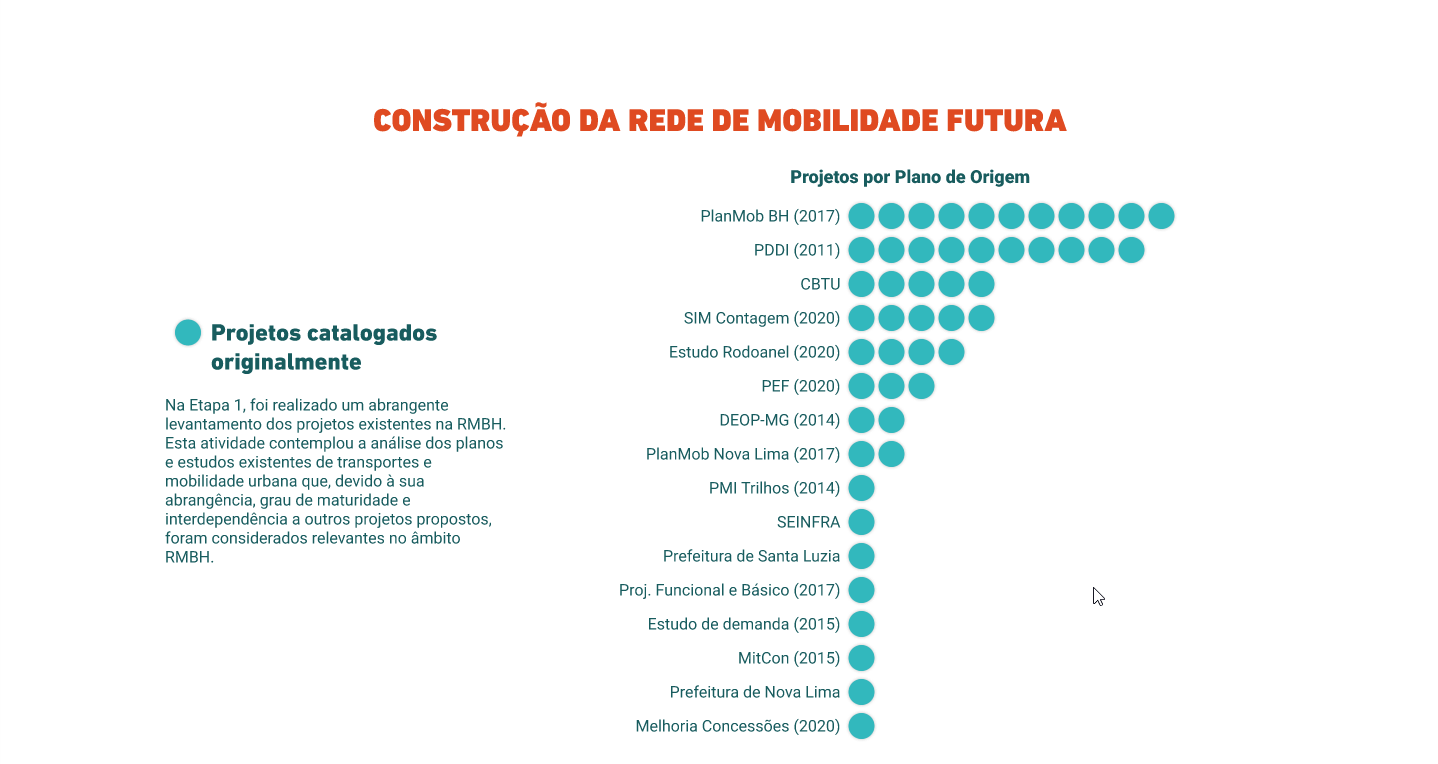 CONSTRUÇÃO DA REDE DE MOBILIDADE FUTURA
Projetos catalogados
originalmente
Na Etapa 1, foi realizado um abrangente
levantamento dos projetos existentes na RMBH.
Esta atividade contemplou a análise dos planos
e estudos existentes de transportes e
mobilidade urbana que, devido à sua
abrangência, grau de maturidade e
interdependência a outros projetos propostos,
foram considerados relevantes no âmbito
RMBH.
Projetos por Plano de Origem
PlanMob BH (2017)
PDDI (2011)
CBTU
SIM Contagem (2020)
Estudo Rodoanel (2020)
PEF (2020)
DEOP-MG (2014)
PlanMob Nova Lima (2017)
PMI Trilhos (2014)
SEINFRA
Prefeitura de Santa Luzia
Proj. Funcional e Básico (2017)
Estudo de demanda (2015)
MitCon (2015)
Prefeitura de Nova Lima
Melhoria Concessões (2020)